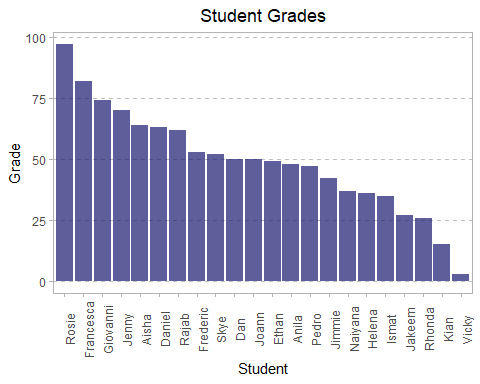 Student Grades
Grade
100
75
50
25
0
Rosie
Francesca
Giovanni
Jenny
Aisha
Daniel
Rajab
Frederic
Skye
Dan
Joann
Ethan
Anila
Pedro
Jimmie
Naiyana
Helena
Ismat
Jakeem
Rhonda
Kian
Vicky
Student